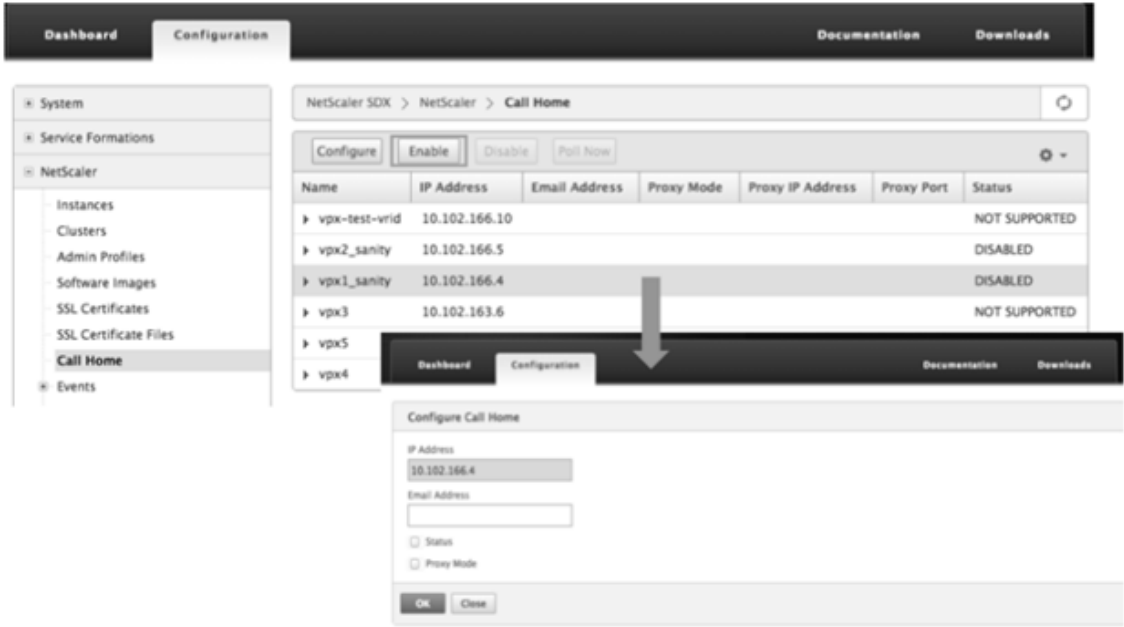 Dashboard Configuration Documentation Downloads
System
Service Formations
NetScaler
Instances
Clusters
Admin Profiles
Software Images
SSL Certificates
SSL Certificate Files
Call Home
Events
NetScaler SDX > NetScaler > Call Home
Configure Enable Disable Poll Now
Name IP Address Email Address Proxy Mode Proxy IP Address Proxy Port Status
vpx-test-vrid 10.102.166.10 NOT SUPPORTED
vpx2_sanity 10.102.166.5 DISABLED
vpx1_sanity 10.102.166.4 DISABLED
vpx3 10.102.163.6 NOT SUPPORTED
vpx5
vpx4
Dashboard Configuration Documentation Downloads
Configure Call Home
IP Address
10.102.166.4
Email Address
Status
Proxy Mode
OK Close